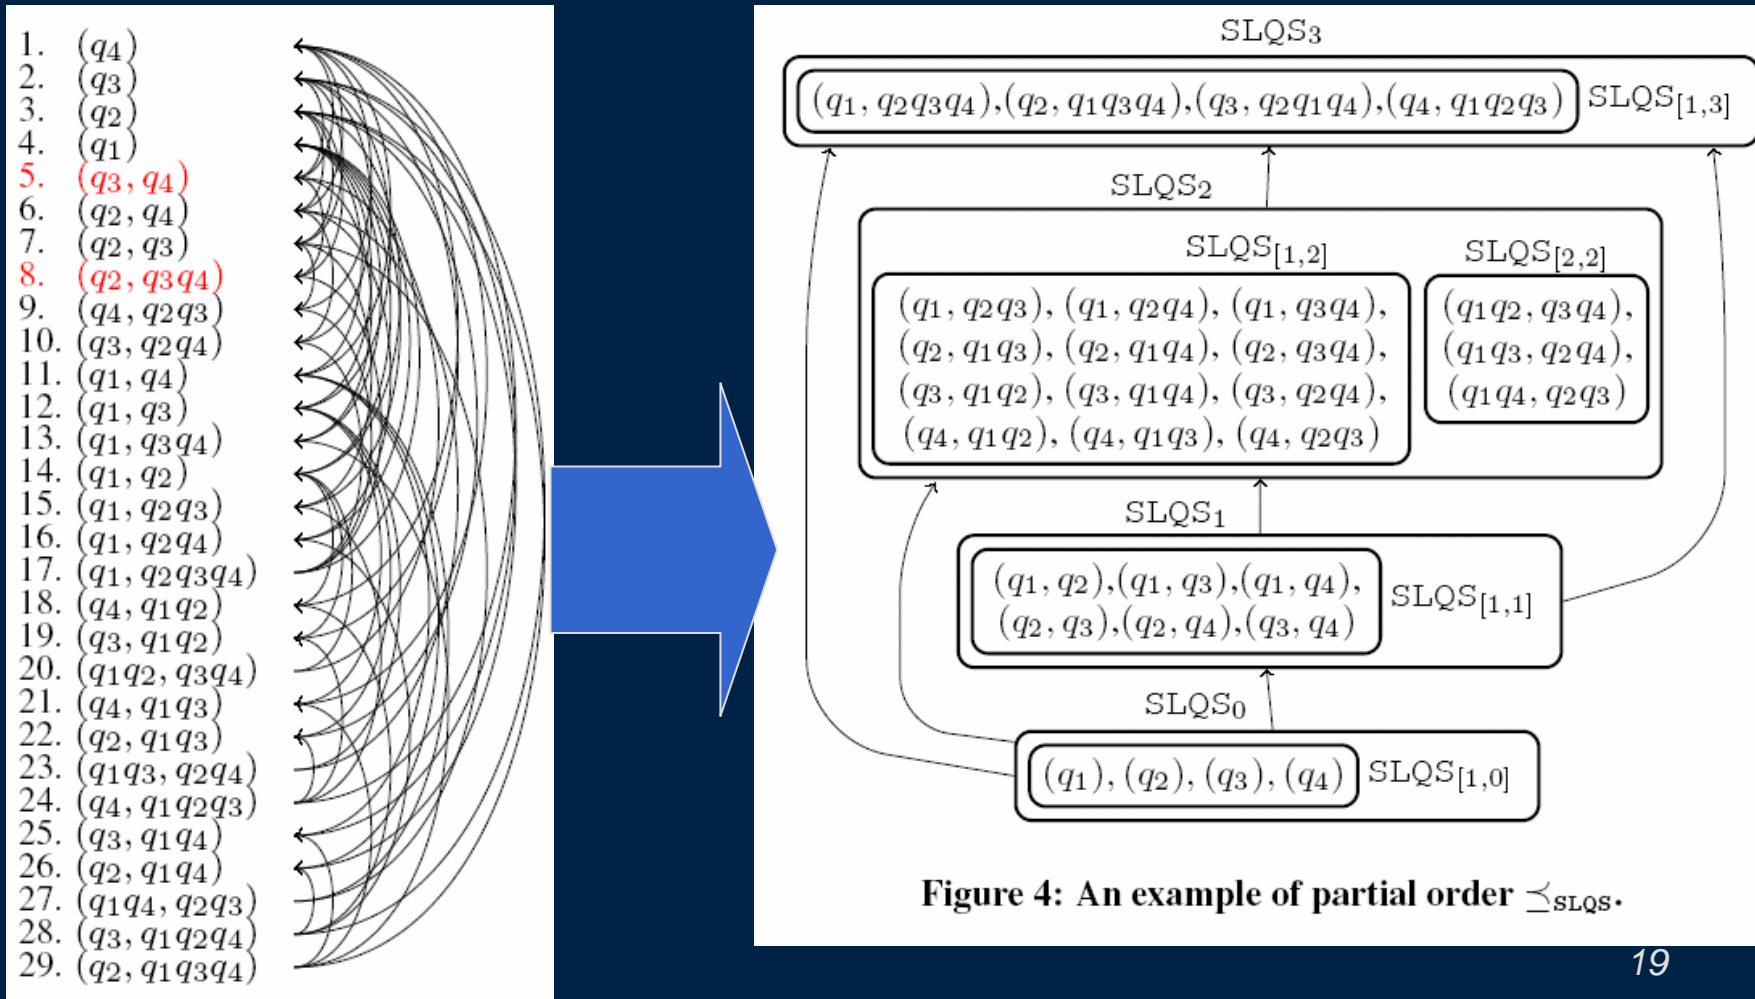 1. (q₄)
2. (q₃)
3. (q₂)
4. (q₁)
5. (q₃, q₄)
6. (q₂, q₄)
7. (q₂, q₃)
8. (q₂, q₃q₄)
9. (q₄, q₂q₃)
10. (q₃, q₂q₄)
11. (q₁, q₄)
12. (q₁, q₃)
13. (q₁, q₃q₄)
14. (q₁, q₂)
15. (q₁, q₂q₃)
16. (q₁, q₂q₄)
17. (q₁, q₂q₃q₄)
18. (q₄, q₁q₂)
19. (q₃, q₁q₂)
20. (q₁q₂, q₃q₄)
21. (q₄, q₁q₃)
22. (q₂, q₁q₃)
23. (q₁q₃, q₂q₄)
24. (q₄, q₁q₂q₃)
25. (q₃, q₁q₄)
26. (q₂, q₁q₄)
27. (q₁q₄, q₂q₃)
28. (q₃, q₁q₂q₄)
29. (q₂, q₁q₃q₄)
SLQS₃
(q₁, q₂q₃q₄),(q₂, q₁q₃q₄),(q₃, q₂q₁q₄),(q₄, q₁q₂q₃) SLQS[1,3]
SLQS₂
SLQS[1,2]
(q₁, q₂q₃), (q₁, q₂q₄), (q₁, q₃q₄),
(q₂, q₁q₃), (q₂, q₁q₄), (q₂, q₃q₄),
(q₃, q₁q₂), (q₃, q₁q₄), (q₃, q₂q₄),
(q₄, q₁q₂), (q₄, q₁q₃), (q₄, q₂q₃)
SLQS[2,2]
(q₁q₂, q₃q₄),
(q₁q₃, q₂q₄),
(q₁q₄, q₂q₃)
SLQS₁
(q₁, q₂),(q₁, q₃),(q₁, q₄),
(q₂, q₃),(q₂, q₄),(q₃, q₄)
SLQS[1,1]
SLQS₀
(q₁), (q₂), (q₃), (q₄) SLQS[1,0]
Figure 4: An example of partial order ⪯SLQS.
19